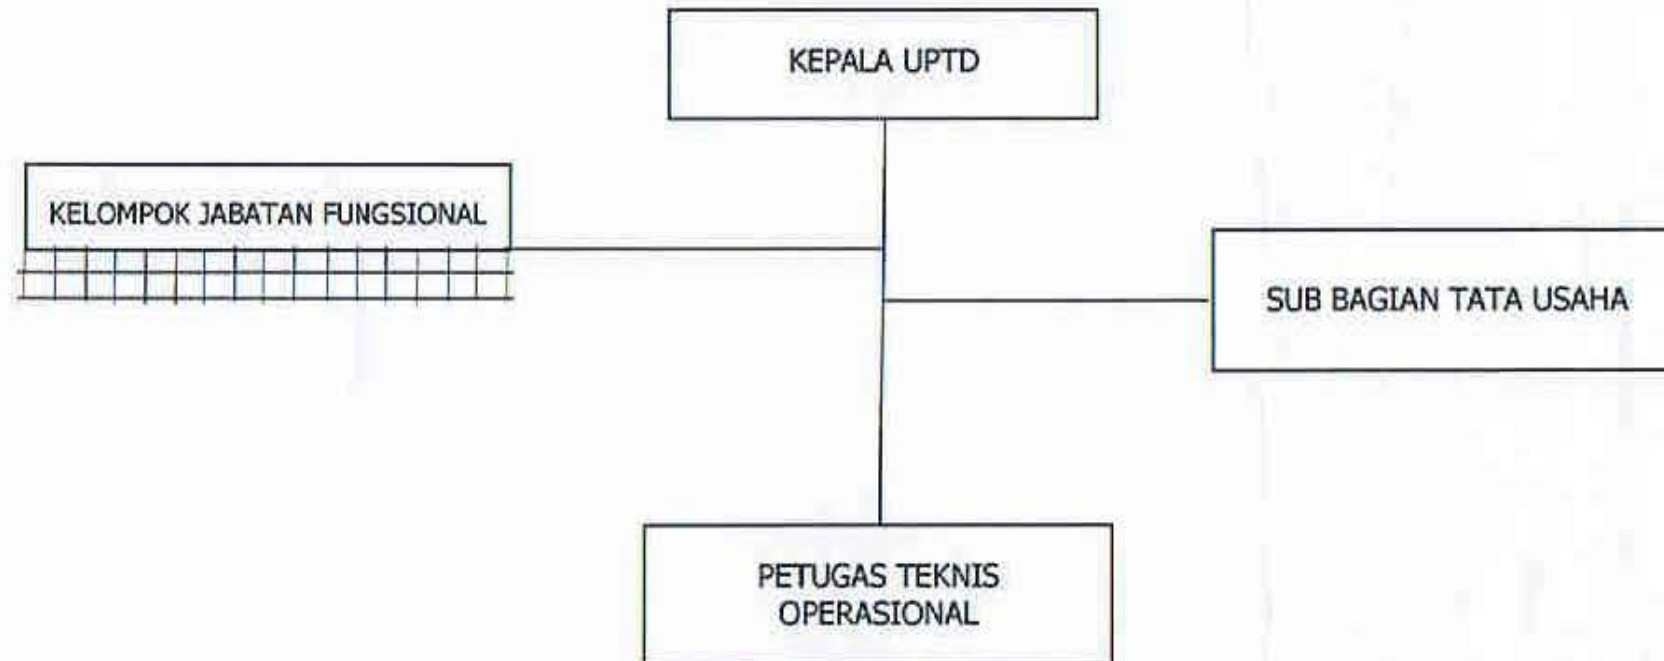 KEPALA UPTD
KELOMPOK JABATAN FUNGSIONAL
SUB BAGIAN TATA USAHA
PETUGAS TEKNIS
OPERASIONAL